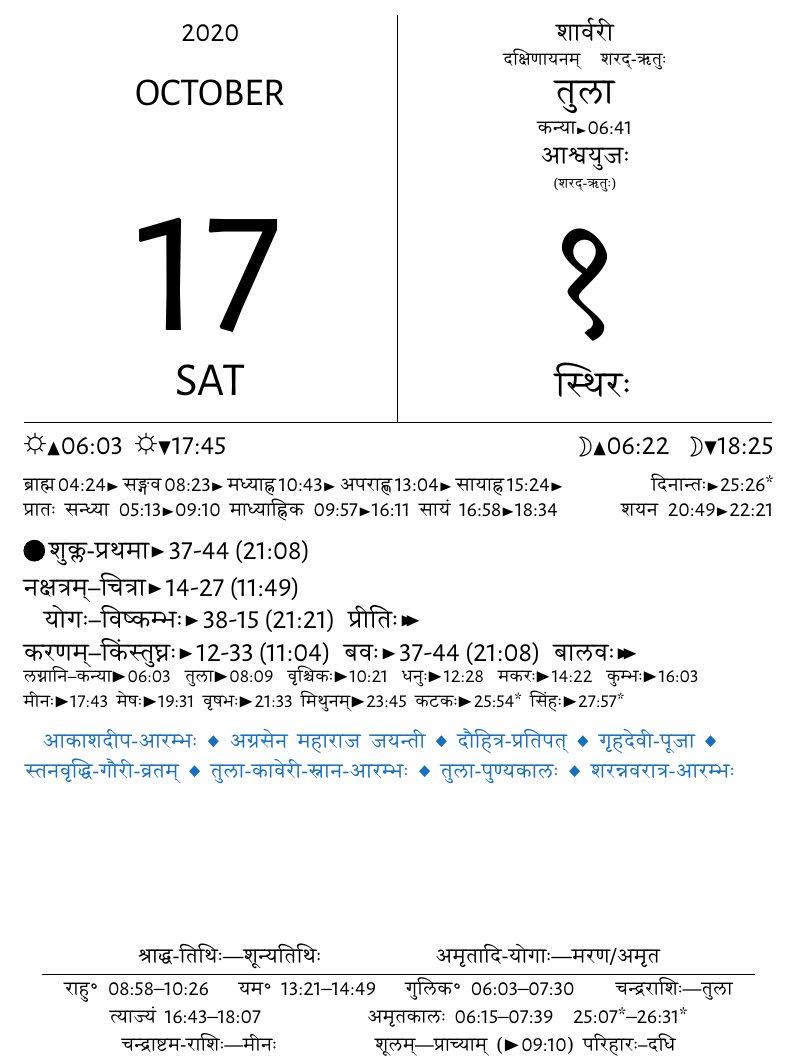 2020
OCTOBER
17
SAT
शार्वरी
दक्षिणायनम् शरद्-ऋतुः
तुला
कन्या►06:41
आश्वयुजः
(शरद्-ऋतुः)
१
स्थिरः
▲06:03 ▼17:45 ▲06:22 ▼18:25
ब्राह्म 04:24► सङ्गव 08:23► मध्याह्न 10:43► अपराह्ण 13:04► सायाह्न 15:24► दिनान्तः►25:26*
प्रातः सन्ध्या 05:13►09:10 माध्याह्निक 09:57►16:11 सायं 16:58►18:34 शयन 20:49►22:21
शुक्ल-प्रथमा►37-44 (21:08)
नक्षत्रम्–चित्रा►14-27 (11:49)
योगः–विष्कम्भः►38-15 (21:21) प्रीतिः
करणम्–किंस्तुघ्नः►12-33 (11:04) बवः►37-44 (21:08) बालवः
लग्नानि–कन्या►06:03 तुला►08:09 वृश्चिकः►10:21 धनुः►12:28 मकरः►14:22 कुम्भः►16:03
मीनः►17:43 मेषः►19:31 वृषभः►21:33 मिथुनम्►23:45 कटकः►25:54* सिंहः►27:57*
आकाशदीप-आरम्भः ◆ अग्रसेन महाराज जयन्ती ◆ दौहित्र-प्रतिपत् ◆ गृहदेवी-पूजा ◆
स्तनवृद्धि-गौरी-व्रतम् ◆ तुला-कावेरी-स्नान-आरम्भः ◆ तुला-पुण्यकालः ◆ शरन्नवरात्र-आरम्भः
श्राद्ध-तिथिः—शून्यतिथिः अमृतादि-योगाः—मरण/अमृत
राहु॰ 08:58–10:26 यम॰ 13:21–14:49 गुलिक॰ 06:03–07:30 चन्द्रराशिः—तुला
त्याज्यं 16:43–18:07 अमृतकालः 06:15–07:39 25:07*–26:31*
चन्द्राष्टम-राशिः—मीनः शूलम्—प्राच्याम् (►09:10) परिहारः–दधि